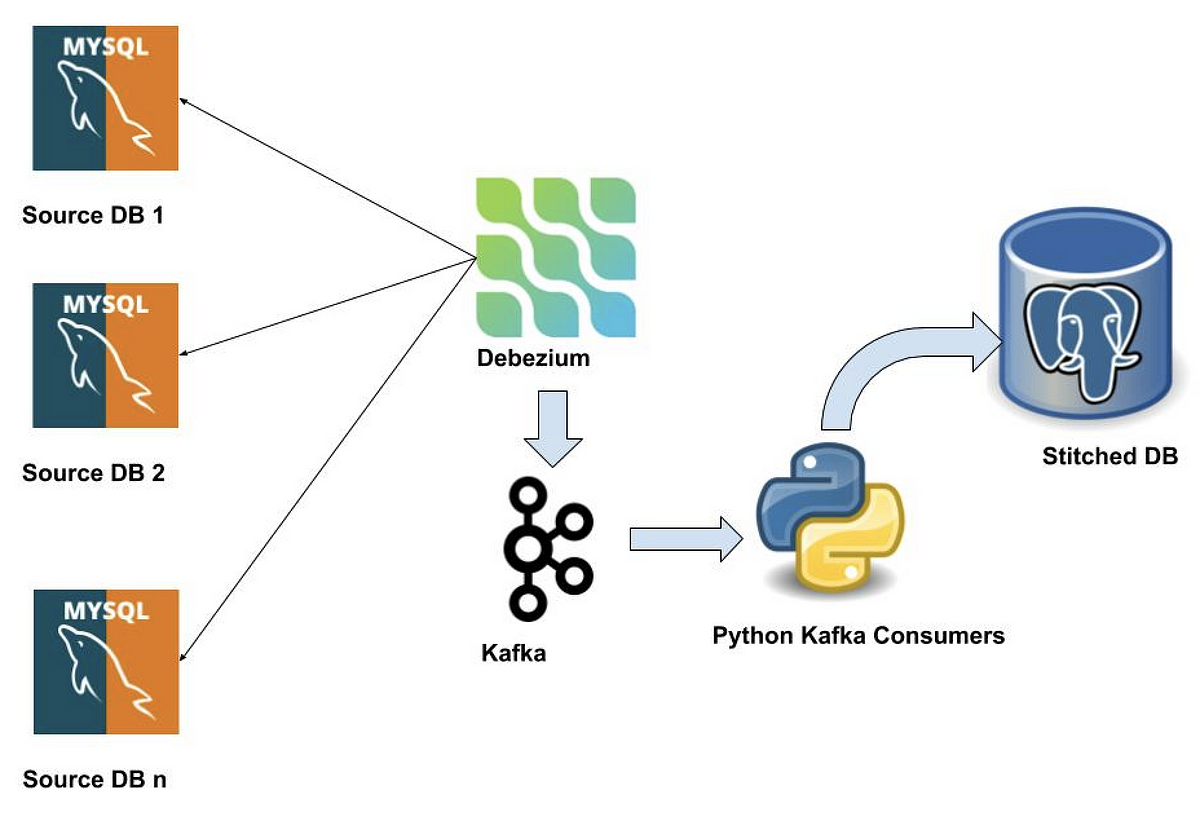 MYSQL
Source DB 1
MYSQL
Source DB 2
MYSQL
Source DB n
Debezium
Kafka
Python Kafka Consumers
Stitched DB